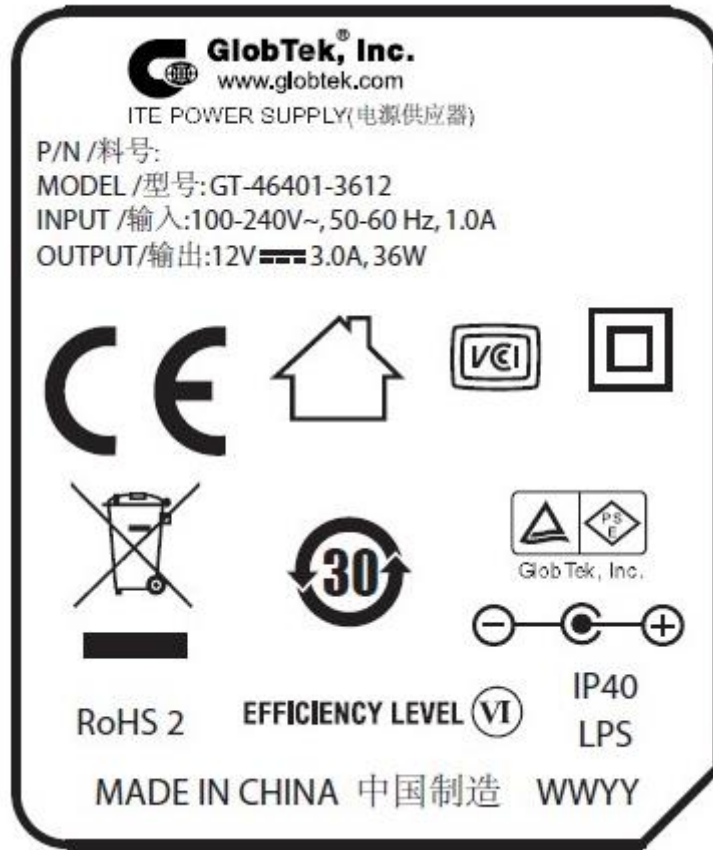 GlobTek,® Inc.
www.globtek.com
ITE POWER SUPPLY(电源供应器)
P/N /料号:
MODEL /型号:GT-46401-3612
INPUT /输入:100-240V~, 50-60 Hz, 1.0A
OUTPUT/输出:12V⎓3.0A, 36W
CE
VCI
30
PS
E
GlobTek, Inc.
RoHS 2
EFFICIENCY LEVEL VI
IP40
LPS
MADE IN CHINA 中国制造 WWYY